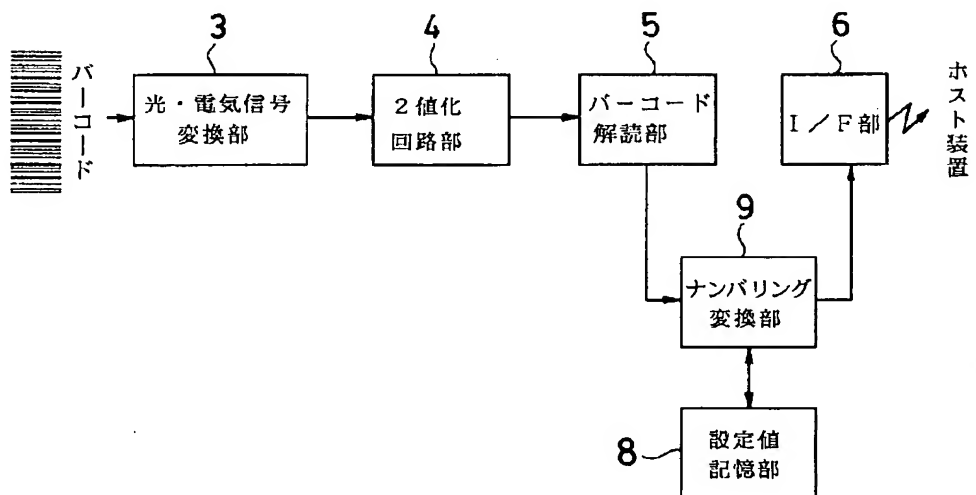 3
4
5
6
バーコード
光・電気信号
変換部
2値化
回路部
バーコード
解読部
I/F部
ホスト装置
9
ナンバリング
変換部
8
設定値
記憶部